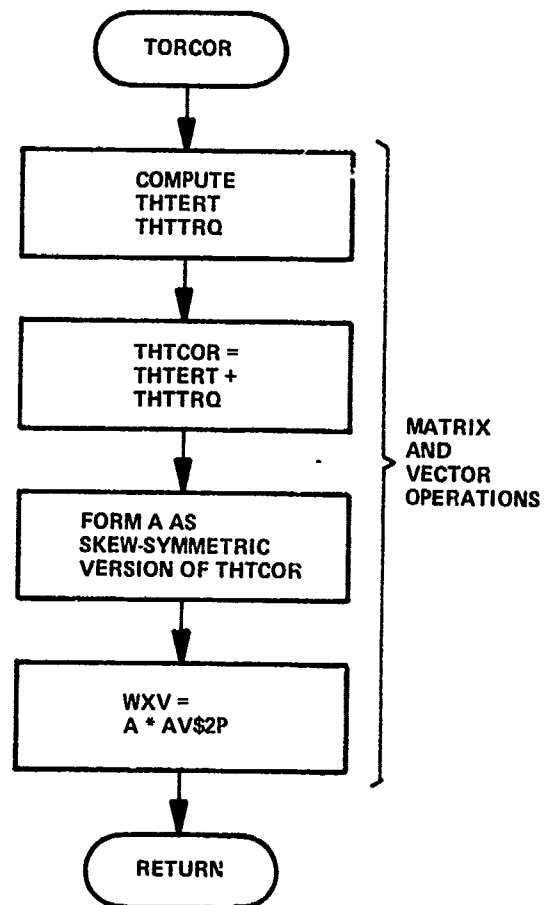 TORCOR
COMPUTE
THTERT
THTTRQ
THTCOR =
THTERT +
THTTRQ
MATRIX
AND
VECTOR
OPERATIONS
FORM A AS
SKEW-SYMMETRIC
VERSION OF THTCOR
WXV =
A * AV$2P
RETURN